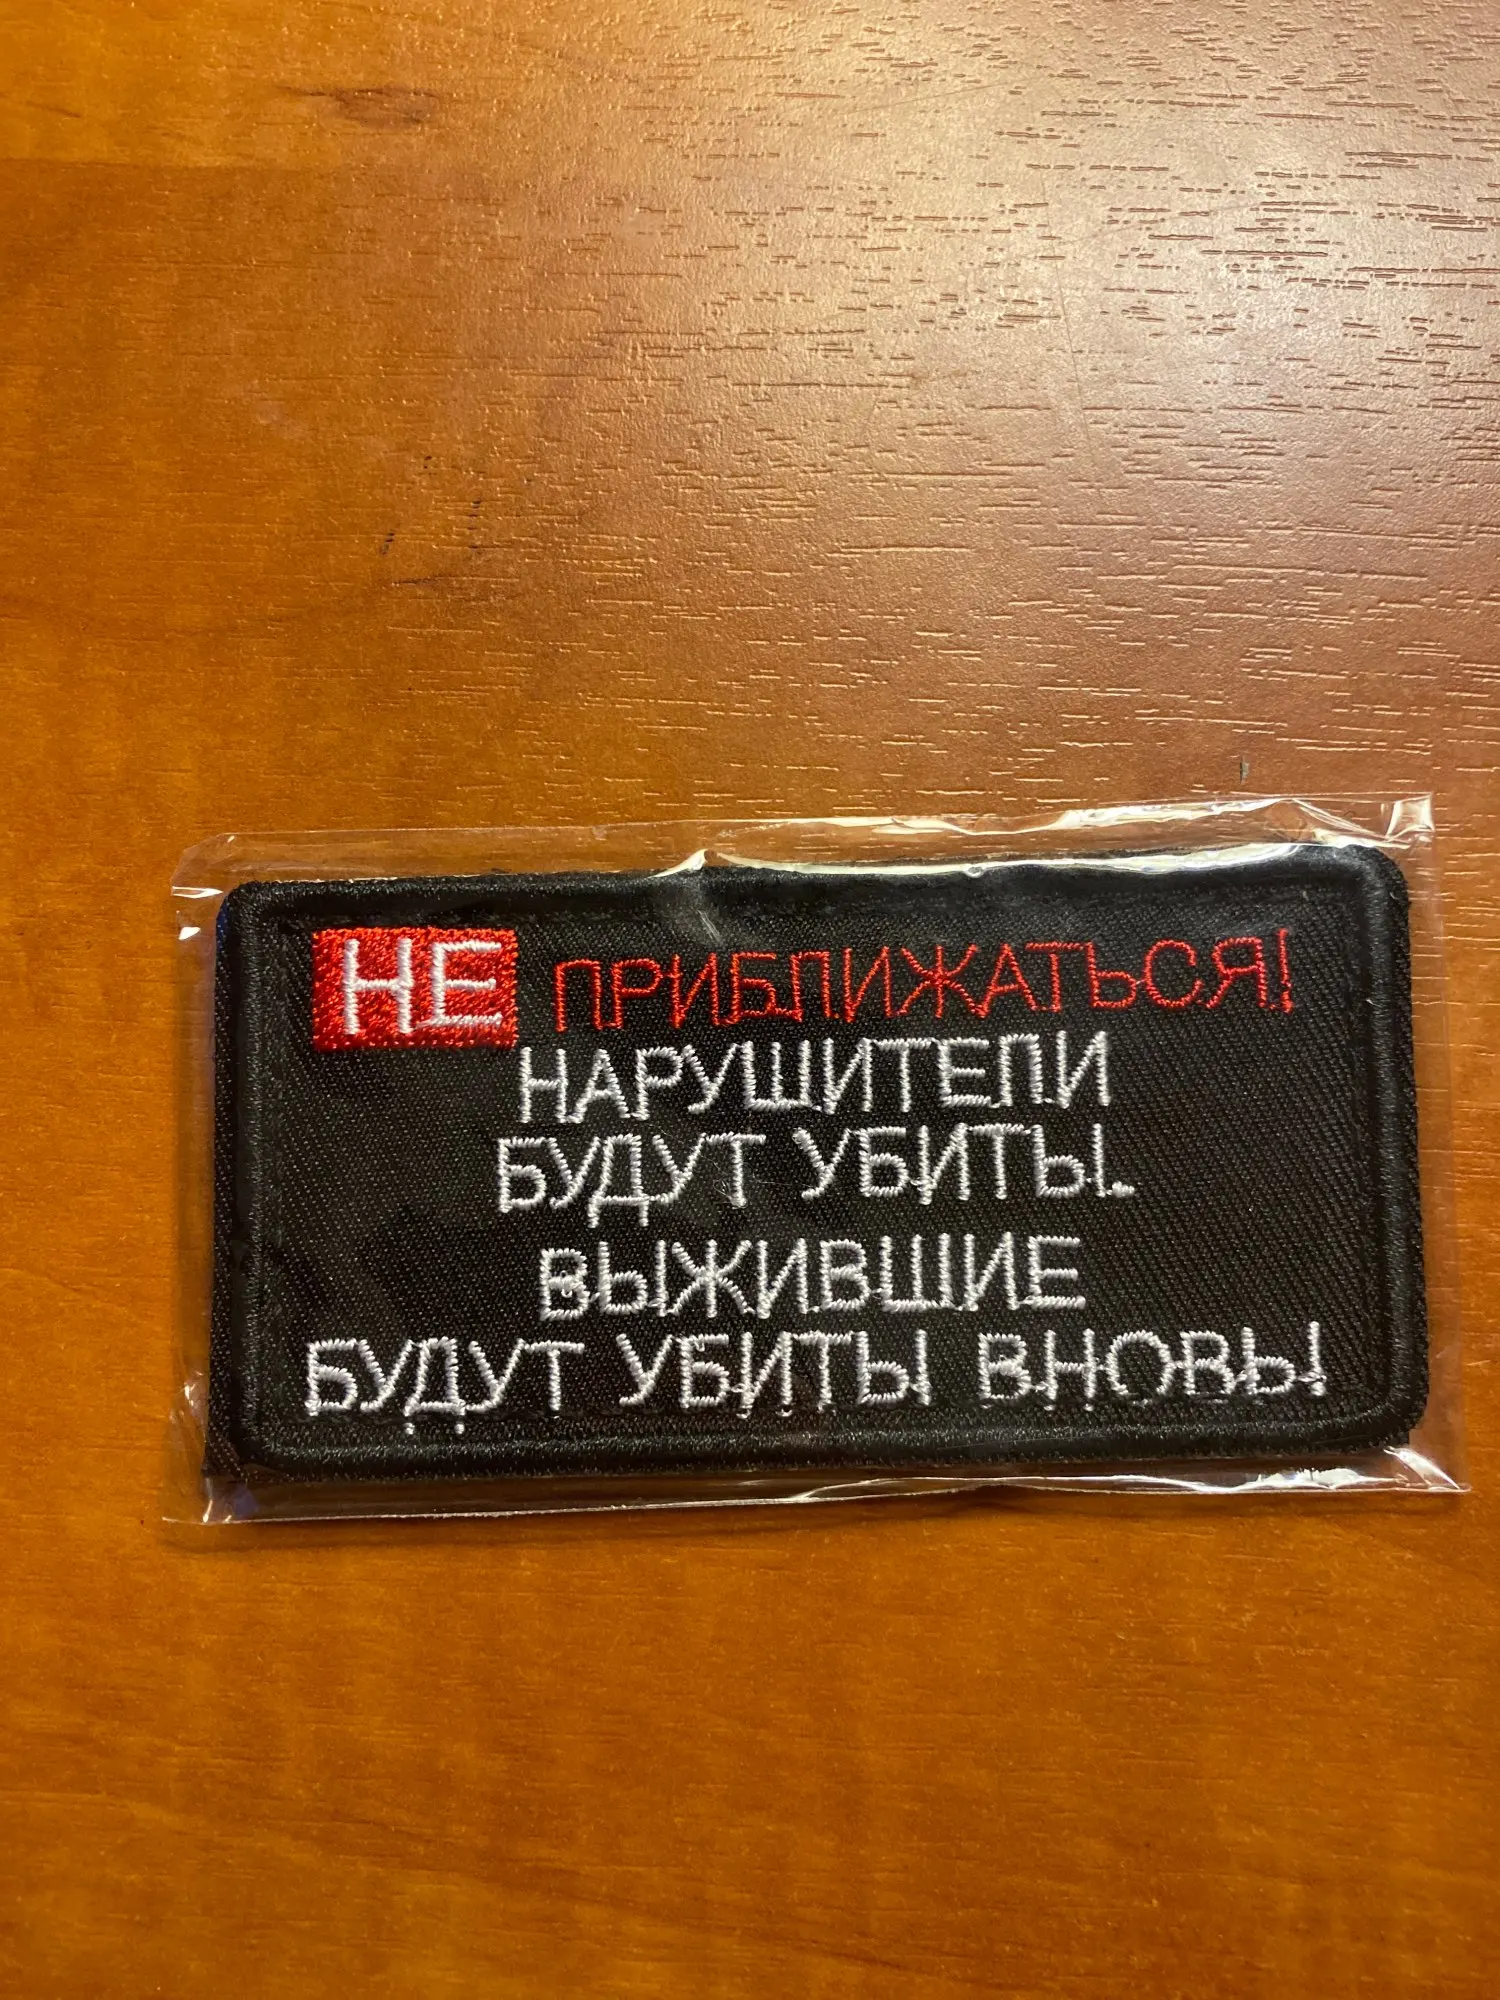 НЕ ПРИБЛИЖАТЬСЯ!
НАРУШИТЕЛИ
БУДУТ УБИТЫ.
ВЫЖИВШИЕ
БУДУТ УБИТЫ ВНОВЬ!